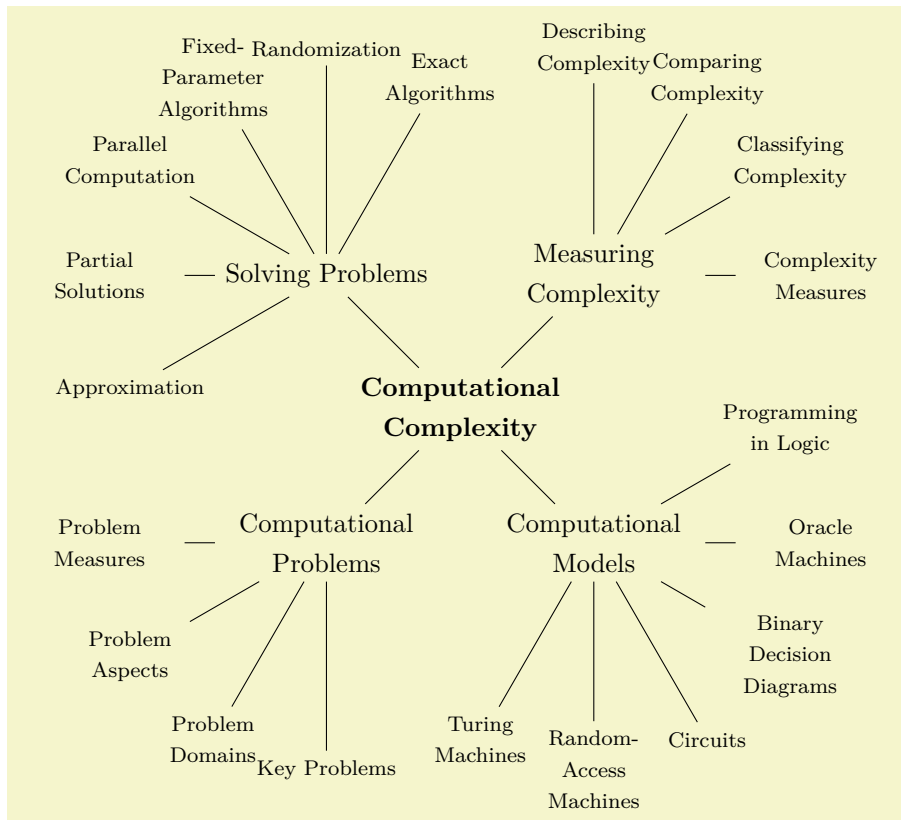 Fixed-
Parameter
Algorithms
Randomization
Exact
Algorithms
Parallel
Computation
Partial
Solutions
Solving Problems
Approximation
Describing
Complexity
Comparing
Complexity
Classifying
Complexity
Measuring
Complexity
Complexity
Measures
Computational
Complexity
Computational
Problems
Problem
Measures
Problem
Aspects
Problem
Domains
Key Problems
Programming
in Logic
Computational
Models
Oracle
Machines
Binary
Decision
Diagrams
Turing
Machines
Random-
Access
Machines
Circuits